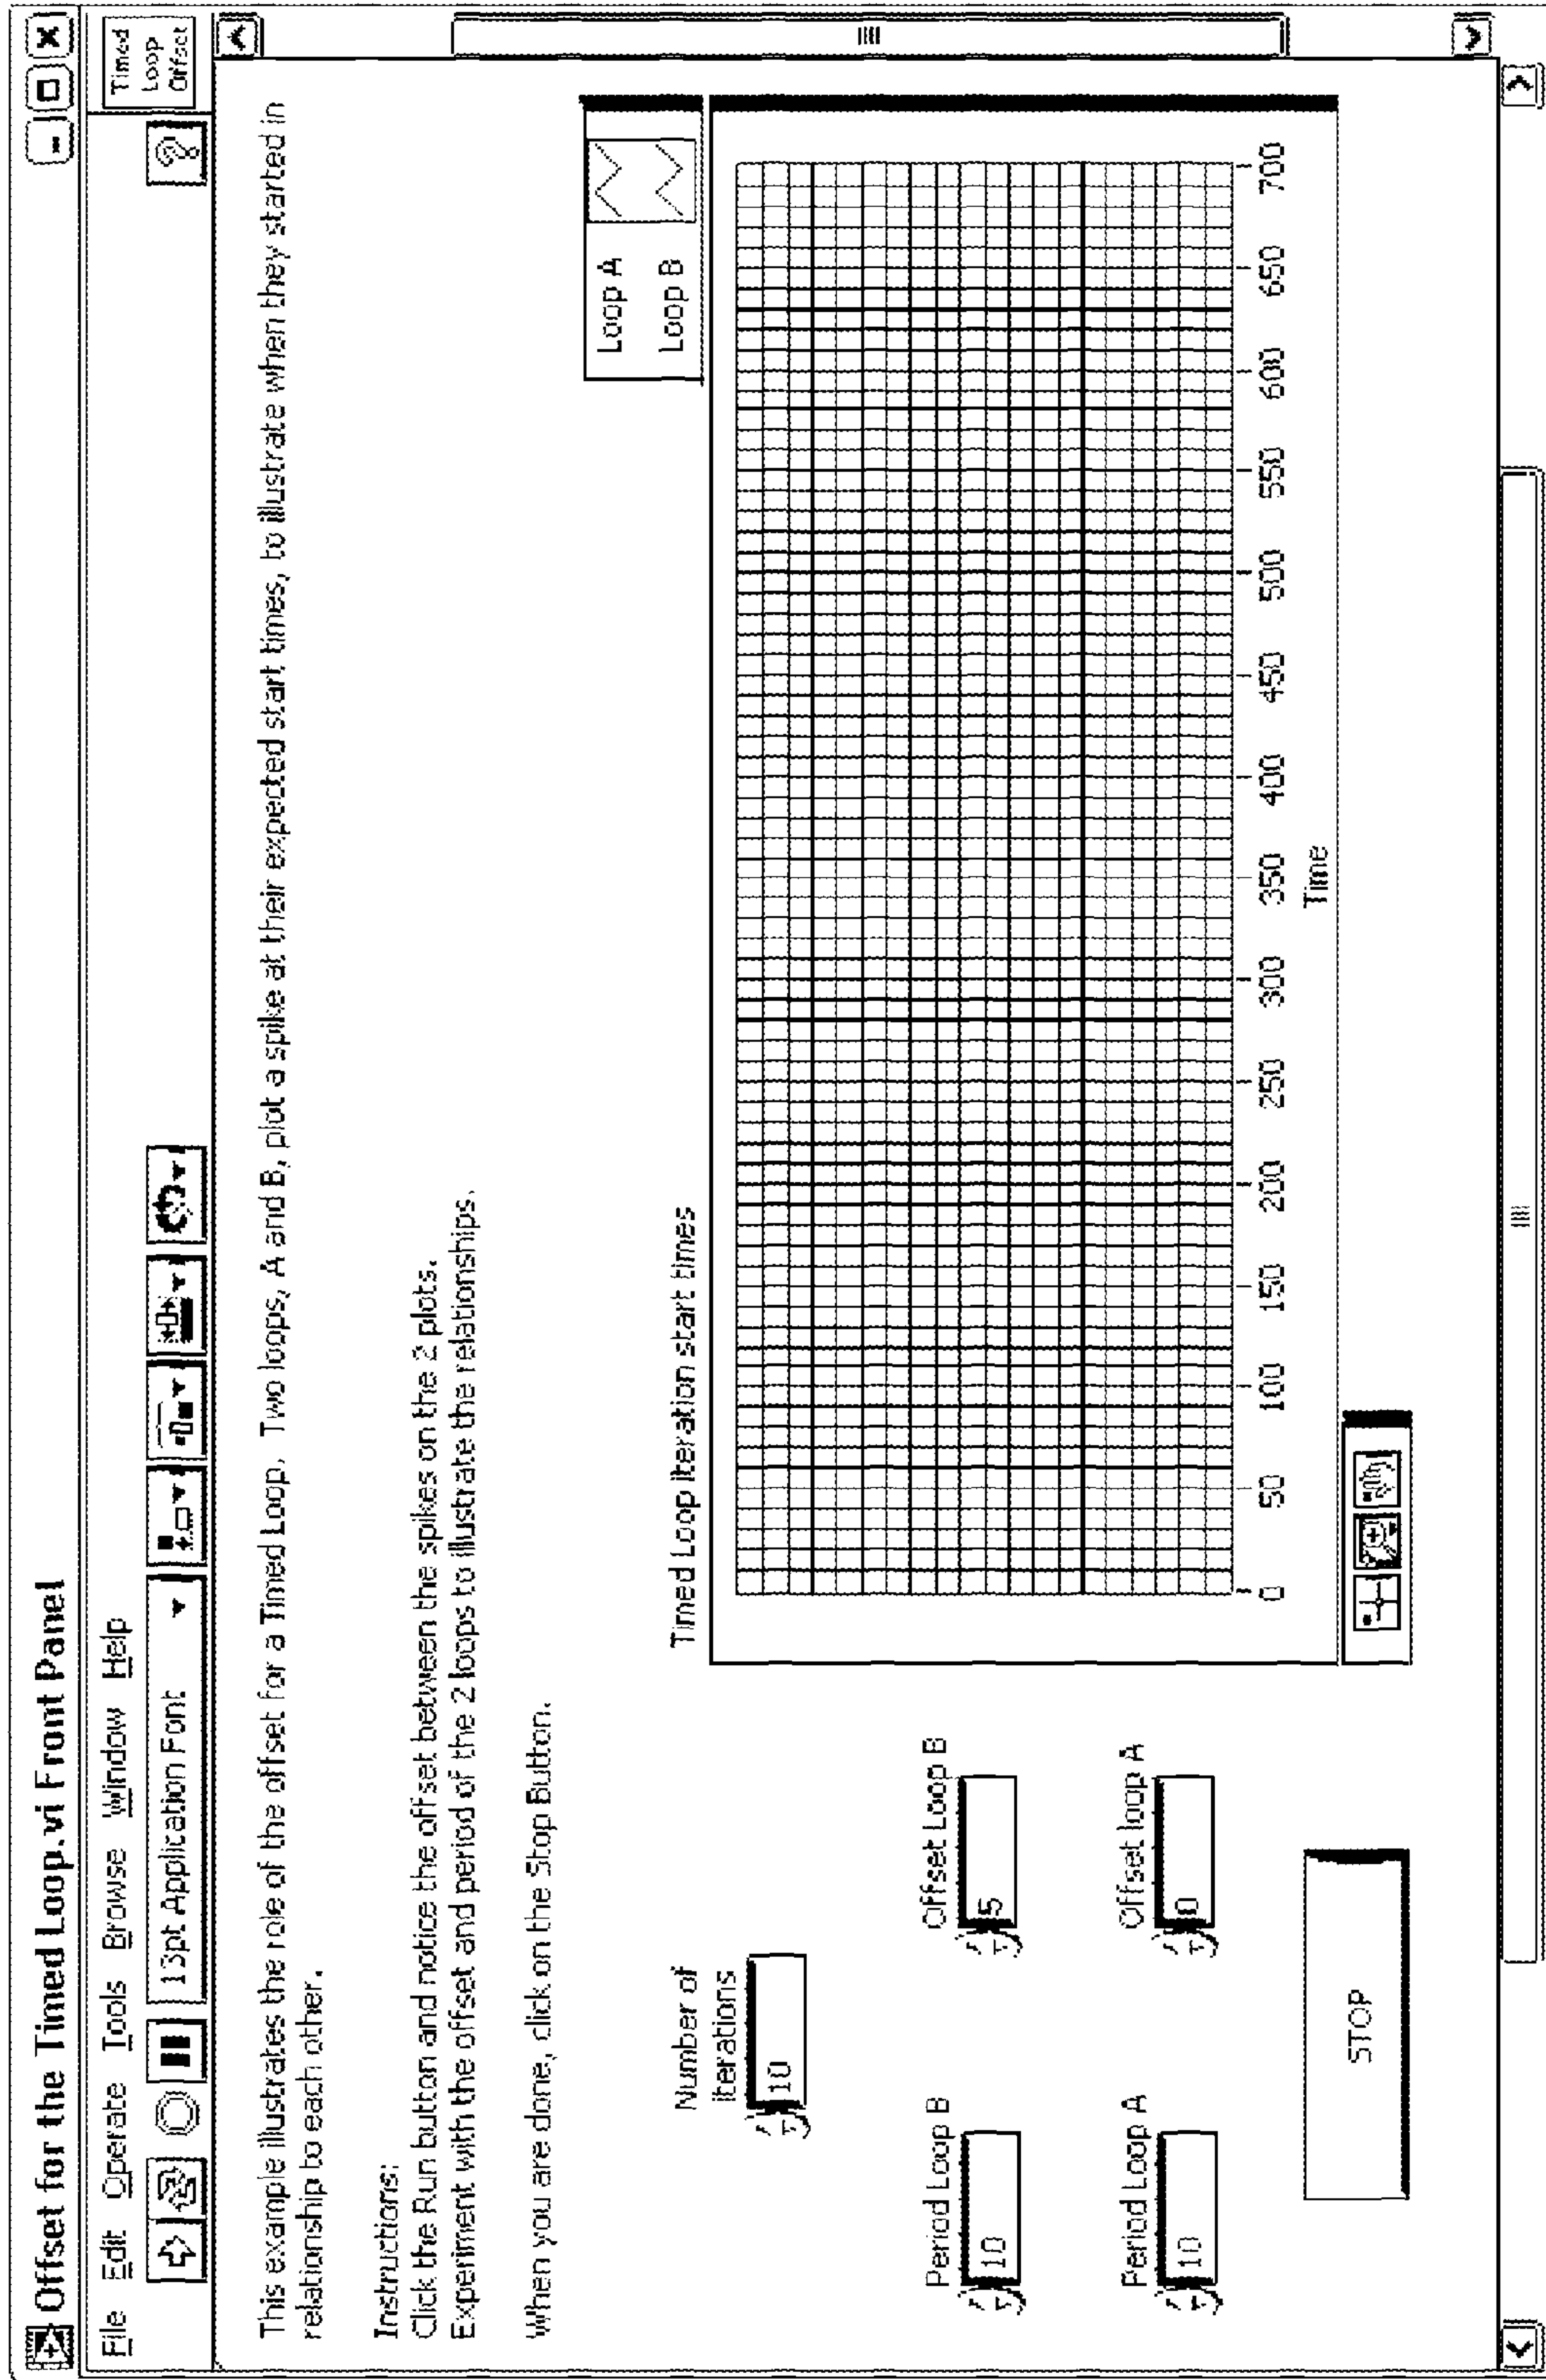 Offset for the Timed Loop.vi Front Panel
File Edit Operate Tools Browse Window Help
13pt Application Font
Timed
Loop
Offset
This example illustrates the role of the offset for a Timed Loop. Two loops, A and B, plot a spike at their expected start times, to illustrate when they started in
relationship to each other.
Instructions:
Click the Run button and notice the offset between the spikes on the 2 plots.
Experiment with the offset and period of the 2 loops to illustrate the relationships.
When you are done, click on the Stop Button.
Number of
iterations
10
Period Loop B
10
Offset Loop B
5
Period Loop A
10
Offset loop A
0
STOP
Timed Loop iteration start times
Loop A
Loop B
0 50 100 150 200 250 300 350 400 450 500 550 600 650 700
Time